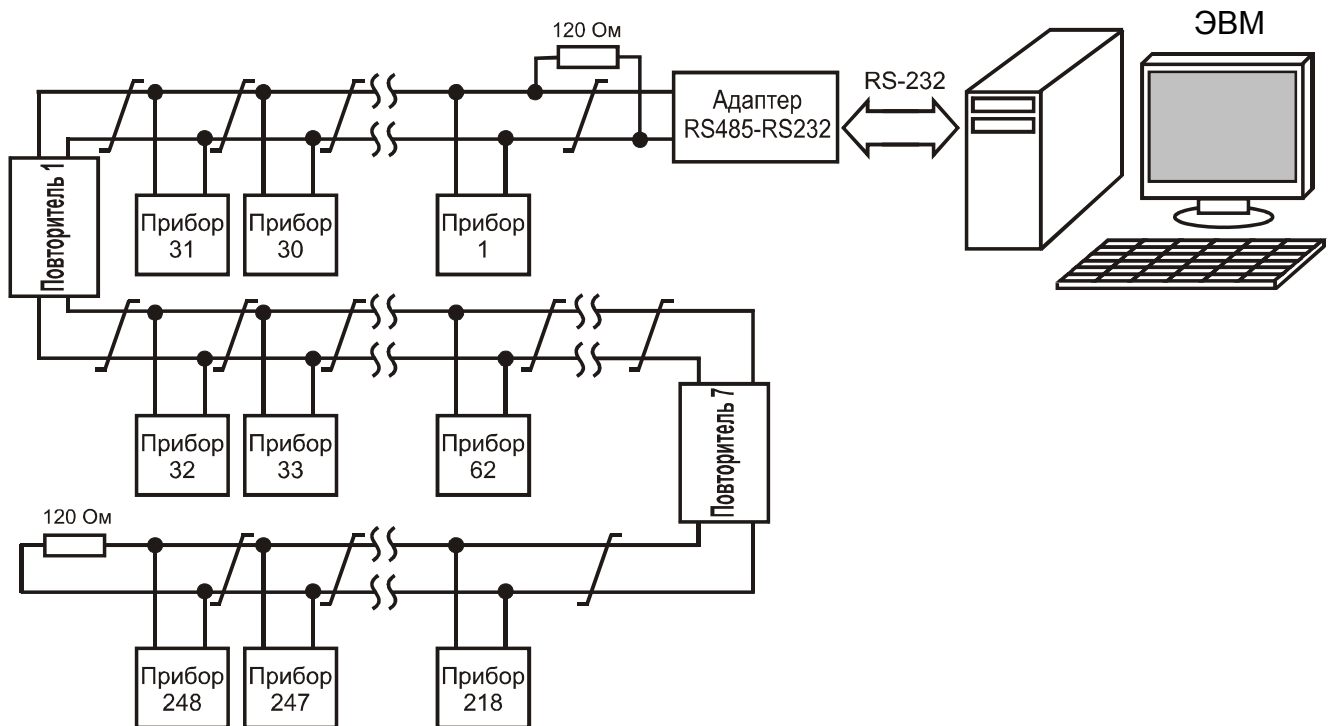 ЭВМ
120 Ом
RS-232
Адаптер
RS485-RS232
Повторитель 1
Прибор
31
Прибор
30
Прибор
1
Прибор
32
Прибор
33
Прибор
62
Повторитель 7
120 Ом
Прибор
248
Прибор
247
Прибор
218